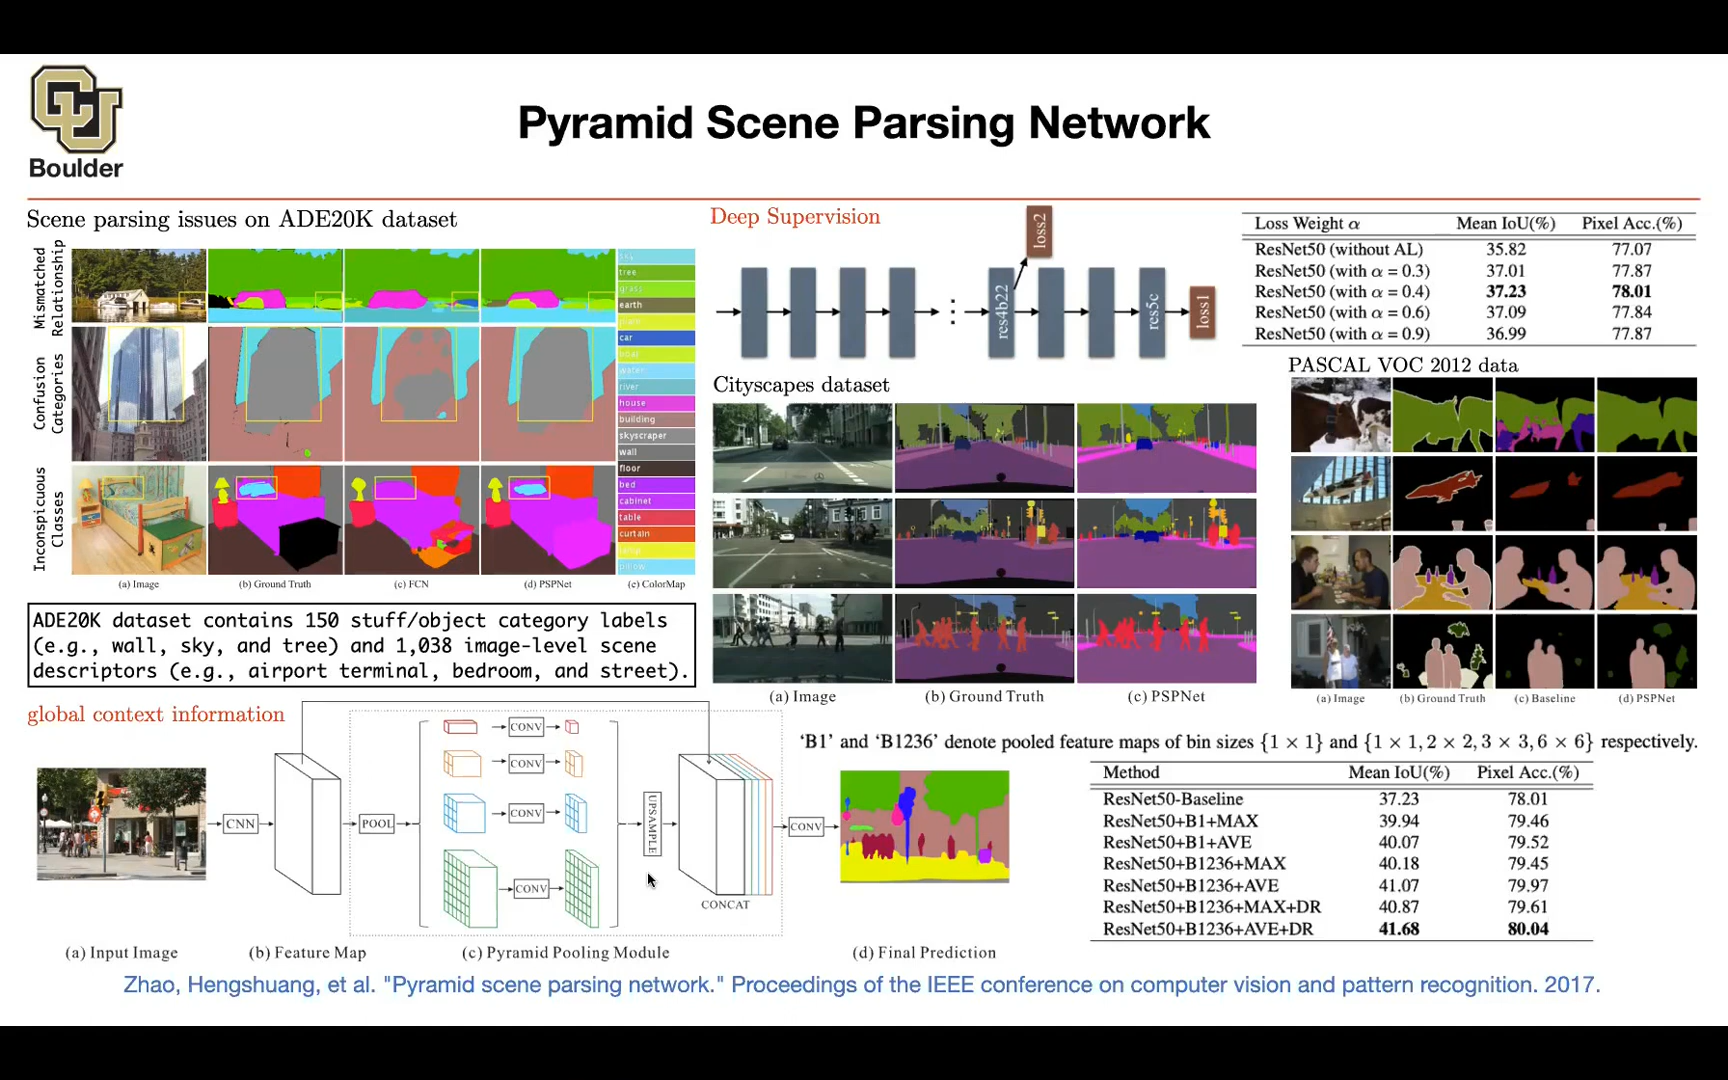 CU
Boulder
Pyramid Scene Parsing Network
Scene parsing issues on ADE20K dataset
Mismatched
Relationship
Confusion
Categories
Inconspicuous
Classes
sky
tree
grass
earth
car
boat
water
river
house
building
skyscraper
wall
floor
bed
cabinet
table
curtain
lamp
pillow
(a) Image
(b) Ground Truth
(c) FCN
(d) PSPNet
(e) ColorMap
ADE20K dataset contains 150 stuff/object category labels
(e.g., wall, sky, and tree) and 1,038 image-level scene
descriptors (e.g., airport terminal, bedroom, and street).
Deep Supervision
res4b22
loss2
res5c
loss1
Loss Weight α Mean IoU(%) Pixel Acc.(%)
ResNet50 (without AL) 35.82 77.07
ResNet50 (with α = 0.3) 37.01 77.87
ResNet50 (with α = 0.4) 37.23 78.01
ResNet50 (with α = 0.6) 37.09 77.84
ResNet50 (with α = 0.9) 36.99 77.87
Cityscapes dataset
(a) Image
(b) Ground Truth
(c) PSPNet
PASCAL VOC 2012 data
(a) Image
(b) Ground Truth
(c) Baseline
(d) PSPNet
global context information
CNN
POOL
CONV
CONV
CONV
CONV
UPSAMPLE
CONCAT
CONV
(a) Input Image
(b) Feature Map
(c) Pyramid Pooling Module
(d) Final Prediction
‘B1’ and ‘B1236’ denote pooled feature maps of bin sizes {1 × 1} and {1 × 1, 2 × 2, 3 × 3, 6 × 6} respectively.
Method Mean IoU(%) Pixel Acc.(%)
ResNet50-Baseline 37.23 78.01
ResNet50+B1+MAX 39.94 79.46
ResNet50+B1+AVE 40.07 79.52
ResNet50+B1236+MAX 40.18 79.45
ResNet50+B1236+AVE 41.07 79.97
ResNet50+B1236+MAX+DR 40.87 79.61
ResNet50+B1236+AVE+DR 41.68 80.04
Zhao, Hengshuang, et al. "Pyramid scene parsing network." Proceedings of the IEEE conference on computer vision and pattern recognition. 2017.